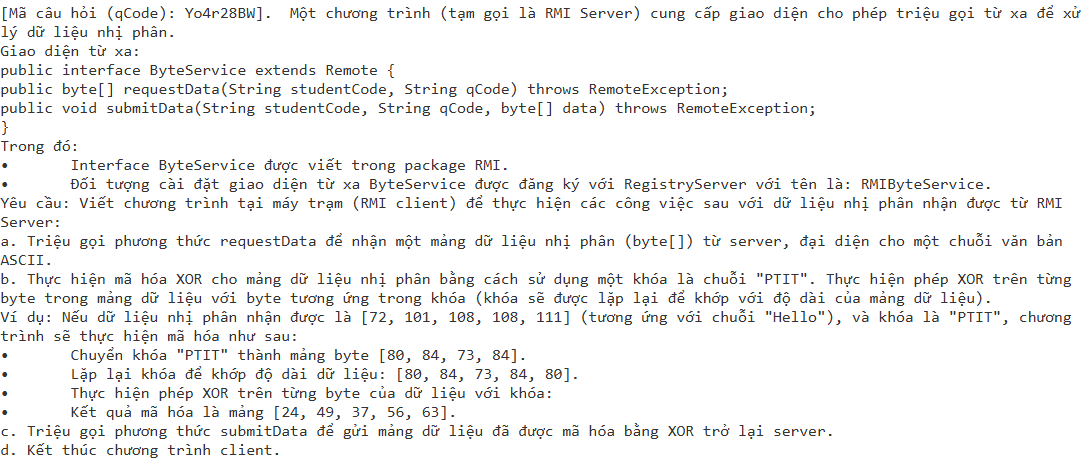 [Mã câu hỏi (qCode): Yo4r28BW].  Một chương trình (tạm gọi là RMI Server) cung cấp giao diện cho phép triệu gọi từ xa để xử
lý dữ liệu nhị phân.
Giao diện từ xa:
public interface ByteService extends Remote {
public byte[] requestData(String studentCode, String qCode) throws RemoteException;
public void submitData(String studentCode, String qCode, byte[] data) throws RemoteException;
}
Trong đó:
•	Interface ByteService được viết trong package RMI.
•	Đối tượng cài đặt giao diện từ xa ByteService được đăng ký với RegistryServer với tên là: RMIByteService.
Yêu cầu: Viết chương trình tại máy trạm (RMI client) để thực hiện các công việc sau với dữ liệu nhị phân nhận được từ RMI
Server:
a. Triệu gọi phương thức requestData để nhận một mảng dữ liệu nhị phân (byte[]) từ server, đại diện cho một chuỗi văn bản
ASCII.
b. Thực hiện mã hóa XOR cho mảng dữ liệu nhị phân bằng cách sử dụng một khóa là chuỗi "PTIT". Thực hiện phép XOR trên từng
byte trong mảng dữ liệu với byte tương ứng trong khóa (khóa sẽ được lặp lại để khớp với độ dài của mảng dữ liệu).
Ví dụ: Nếu dữ liệu nhị phân nhận được là [72, 101, 108, 108, 111] (tương ứng với chuỗi "Hello"), và khóa là "PTIT", chương
trình sẽ thực hiện mã hóa như sau:
•	Chuyển khóa "PTIT" thành mảng byte [80, 84, 73, 84].
•	Lặp lại khóa để khớp độ dài dữ liệu: [80, 84, 73, 84, 80].
•	Thực hiện phép XOR trên từng byte của dữ liệu với khóa:
•	Kết quả mã hóa là mảng [24, 49, 37, 56, 63].
c. Triệu gọi phương thức submitData để gửi mảng dữ liệu đã được mã hóa bằng XOR trở lại server.
d. Kết thúc chương trình client.